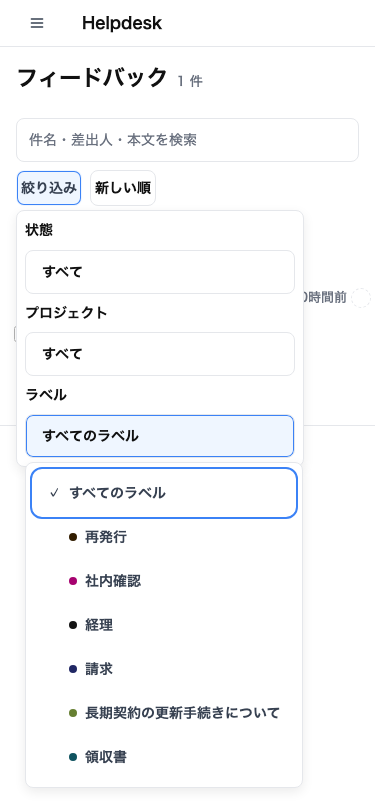 Helpdesk
フィードバック 1 件
件名・差出人・本文を検索
絞り込み 新しい順
状態
すべて
時間前
プロジェクト
すべて
ラベル
すべてのラベル
✓ すべてのラベル
再発行
社内確認
経理
請求
長期契約の更新手続きについて
領収書